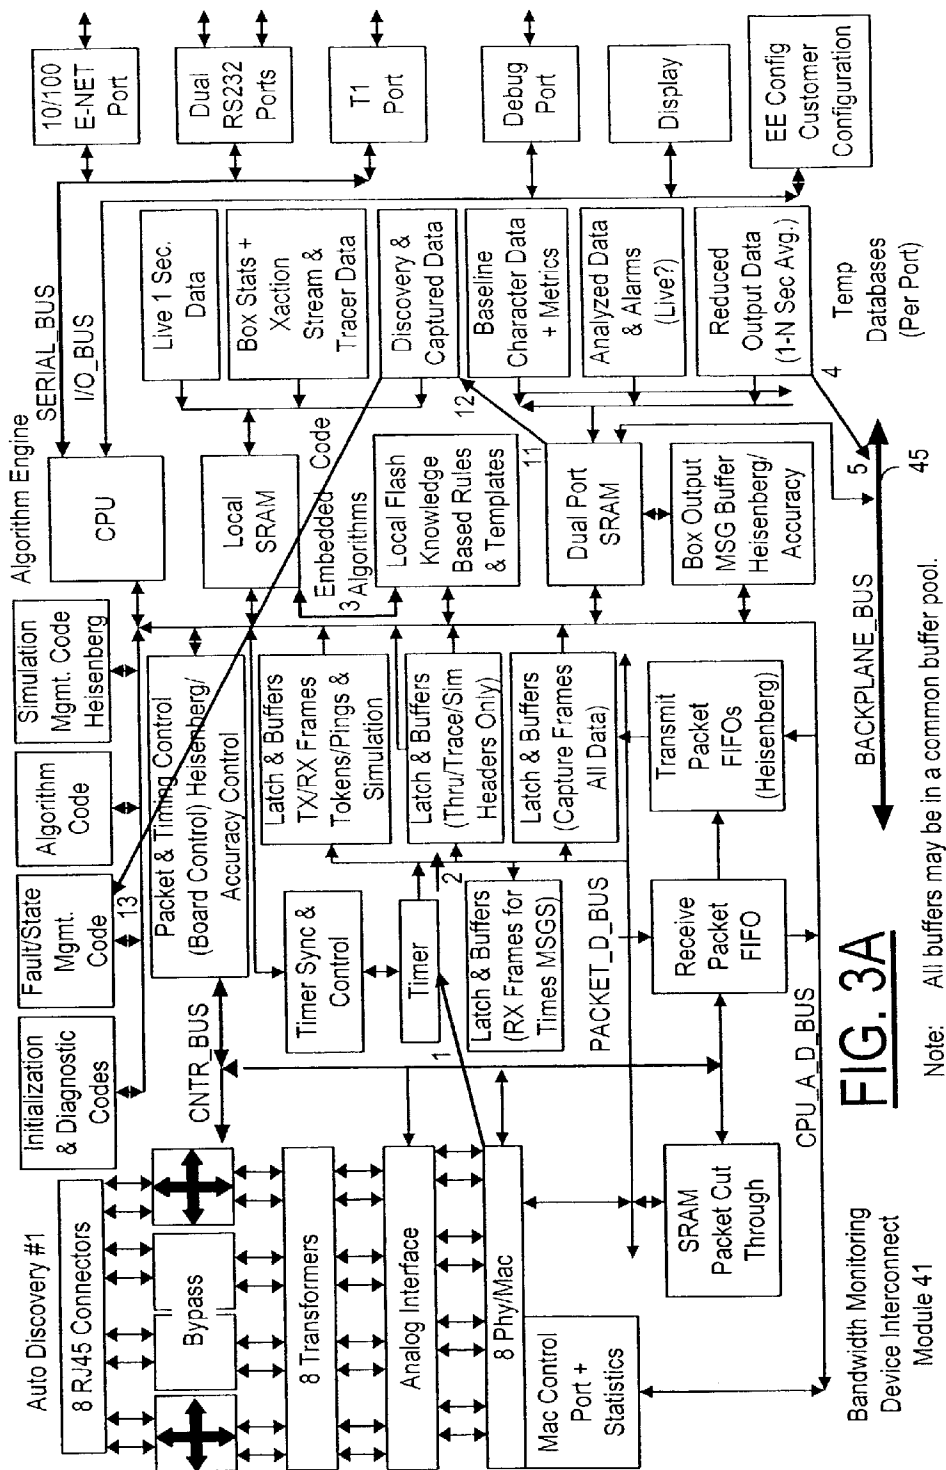 Auto Discovery #1
8 RJ45 Connectors
Bypass
8 Transformers
Analog Interface
8 Phy/Mac
Mac Control
Port +
Statistics
Bandwidth Monitoring
Device Interconnect
Module 41
Initialization
& Diagnostic
Codes
Fault/State
Mgmt.
Code
13
Algorithm
Code
Simulation
Mgmt. Code
Heisenberg
Algorithm Engine
CPU
SERIAL_BUS
I/O_BUS
CNTR_BUS
Packet & Timing Control
(Board Control) Heisenberg/
Accuracy Control
Timer Sync &
Control
Timer
1
2
Latch & Buffers
(RX Frames for
Times MSGS)
PACKET_D_BUS
SRAM
Packet Cut
Through
Receive
Packet
FIFO
Transmit
Packet
FIFOs
(Heisenberg)
CPU_A_D_BUS
Latch & Buffers
TX/RX Frames
Tokens/Pings &
Simulation
Latch & Buffers
(Thru/Trace/Sim
Headers Only)
Latch & Buffers
(Capture Frames
All Data)
Local
SRAM
Embedded Code
3 Algorithms
Local Flash
Knowledge
Based Rules
& Templates
11
12
Dual Port
SRAM
Box Output
MSG Buffer
Heisenberg/
Accuracy
Live 1 Sec.
Data
Box Stats +
Xaction
Stream &
Tracer Data
Discovery &
Captured Data
Baseline
Character Data
+ Metrics
Analyzed Data
& Alarms
(Live?)
Reduced
Output Data
(1-N Sec Avg.)
4
Temp
Databases
(Per Port)
10/100
E-NET
Port
Dual
RS232
Ports
T1
Port
Debug
Port
Display
EE Config
Customer
Configuration
BACKPLANE_BUS
5
45
FIG. 3A
Note: All buffers may be in a common buffer pool.